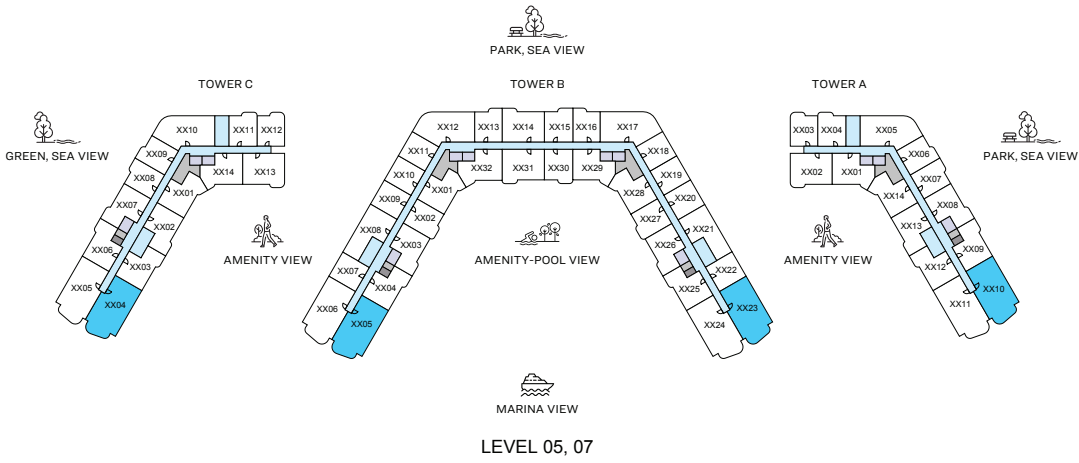 PARK, SEA VIEW
TOWER C
TOWER B
TOWER A
GREEN, SEA VIEW
PARK, SEA VIEW
XX10
XX11
XX12
XX09
XX08
XX14
XX13
XX01
XX07
XX02
XX06
XX03
XX05
XX04
AMENITY VIEW
XX12
XX13
XX14
XX15
XX16
XX17
XX11
XX18
XX10
XX01
XX32
XX31
XX30
XX29
XX28
XX19
XX09
XX02
XX27
XX20
XX08
XX03
XX26
XX21
XX07
XX04
XX25
XX22
XX06
XX05
XX24
XX23
AMENITY-POOL VIEW
XX03
XX04
XX05
XX02
XX01
XX06
XX14
XX07
XX13
XX08
XX12
XX09
XX11
XX10
AMENITY VIEW
MARINA VIEW
LEVEL 05, 07